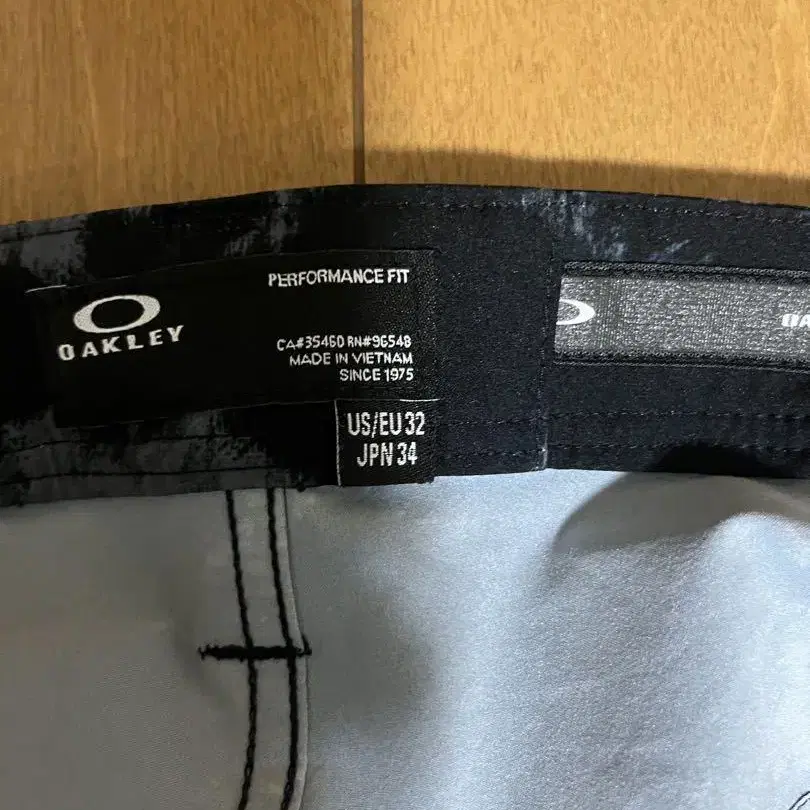 PERFORMANCE FIT
OAKLEY
CA#35460 RN#96548
MADE IN VIETNAM
SINCE 1975
US/EU 32
JPN 34